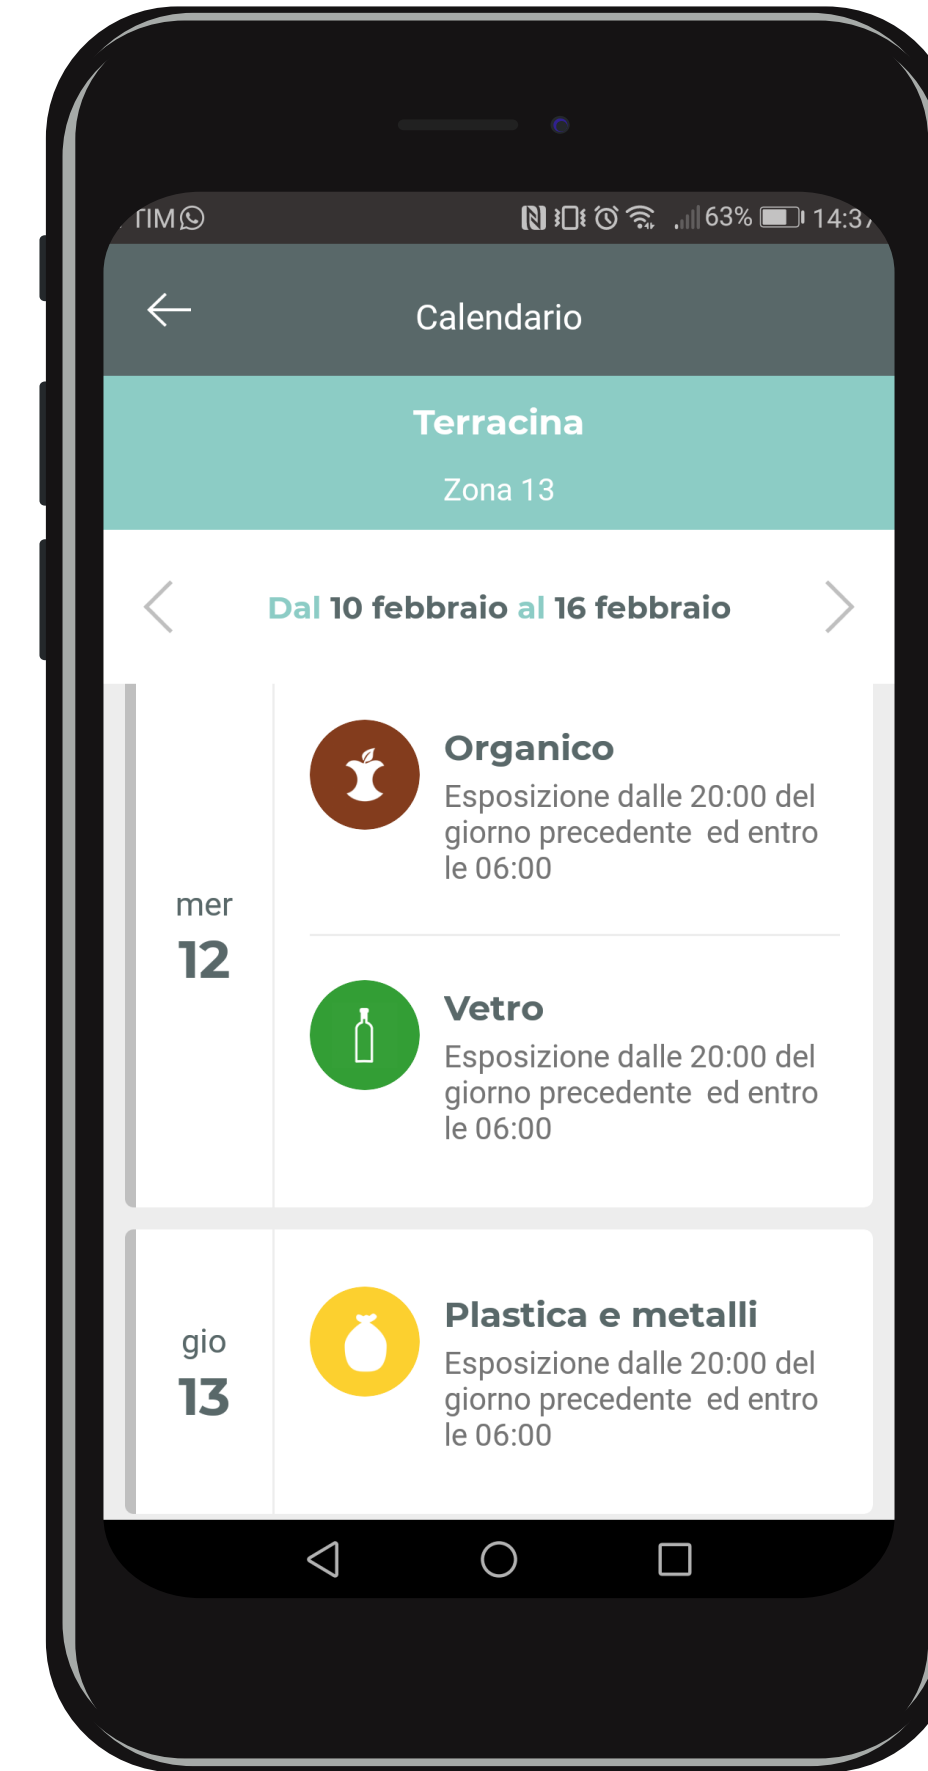 TIM 63% 14:37
Calendario
Terracina
Zona 13
Dal 10 febbraio al 16 febbraio
Organico
Esposizione dalle 20:00 del
giorno precedente ed entro
le 06:00
mer
12
Vetro
Esposizione dalle 20:00 del
giorno precedente ed entro
le 06:00
Plastica e metalli
Esposizione dalle 20:00 del
giorno precedente ed entro
le 06:00
gio
13